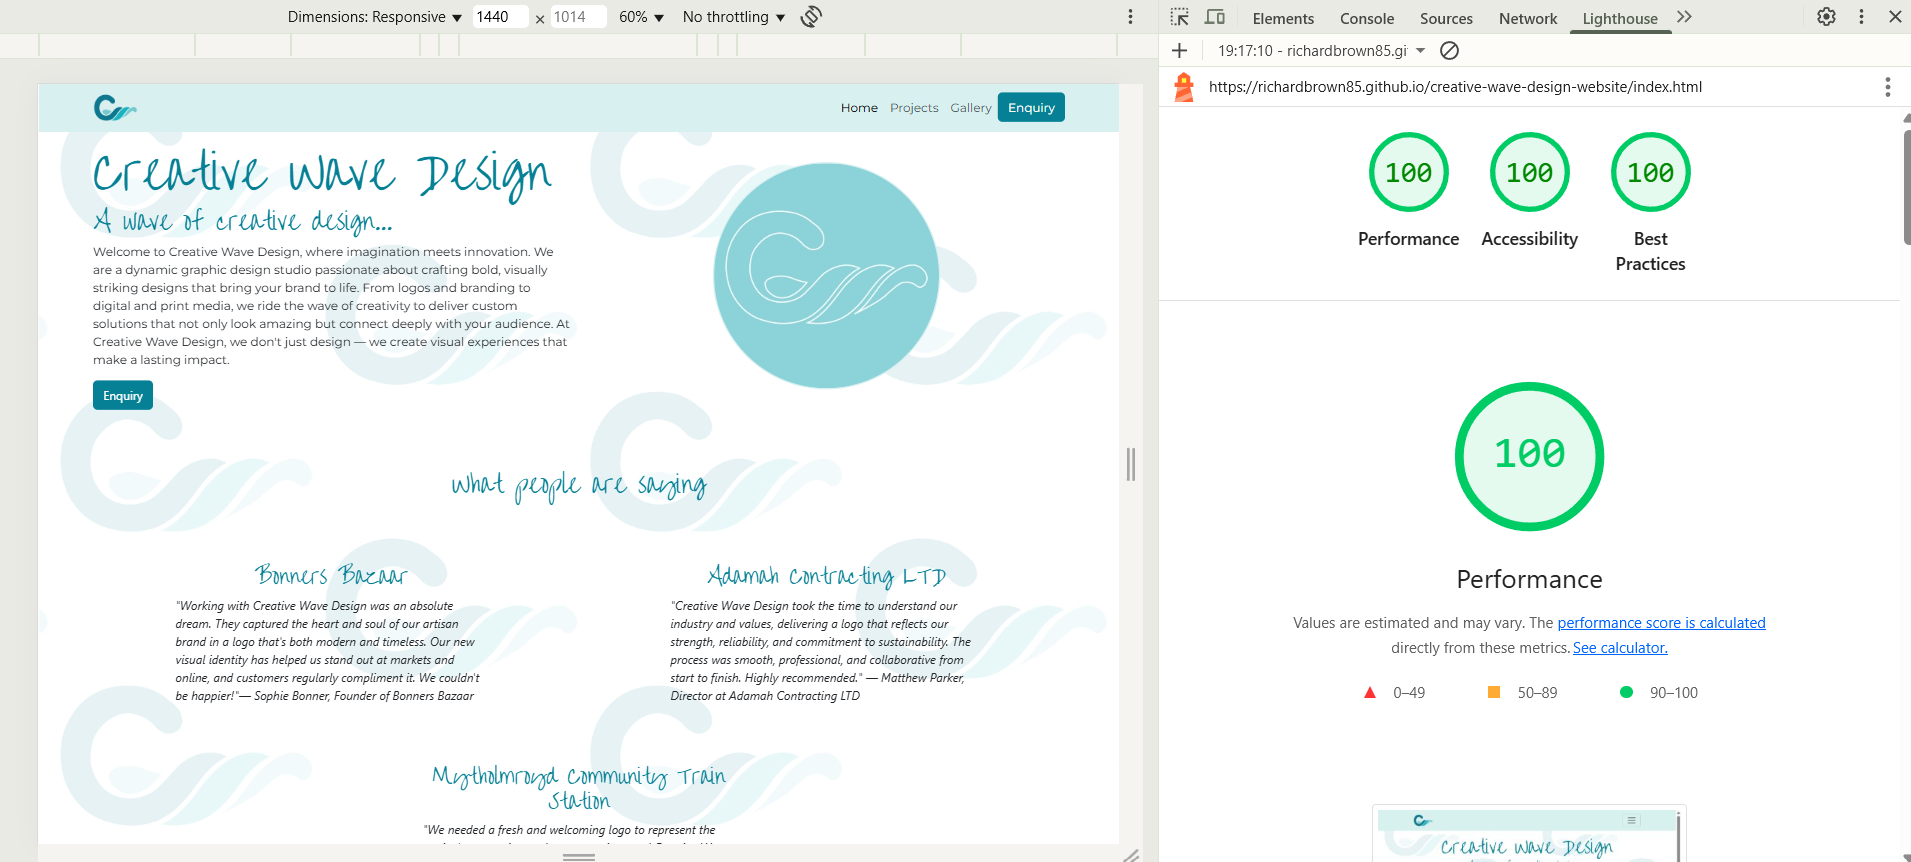 Dimensions: Responsive ▼ 1440 × 1014 60% ▼ No throttling ▼
Elements Console Sources Network Lighthouse
19:17:10 - richardbrown85.gi
https://richardbrown85.github.io/creative-wave-design-website/index.html
Home Projects Gallery Enquiry
Creative Wave Design
A wave of creative design...
Welcome to Creative Wave Design, where imagination meets innovation. We
are a dynamic graphic design studio passionate about crafting bold, visually
striking designs that bring your brand to life. From logos and branding to
digital and print media, we ride the wave of creativity to deliver custom
solutions that not only look amazing but connect deeply with your audience. At
Creative Wave Design, we don't just design — we create visual experiences that
make a lasting impact.
Enquiry
What people are saying
Bonners Bazaar
"Working with Creative Wave Design was an absolute
dream. They captured the heart and soul of our artisan
brand in a logo that's both modern and timeless. Our new
visual identity has helped us stand out at markets and
online, and customers regularly compliment it. We couldn't
be happier!"— Sophie Bonner, Founder of Bonners Bazaar
Adamah Contracting LTD
"Creative Wave Design took the time to understand our
industry and values, delivering a logo that reflects our
strength, reliability, and commitment to sustainability. The
process was smooth, professional, and collaborative from
start to finish. Highly recommended." — Matthew Parker,
Director at Adamah Contracting LTD
Mytholmroyd Community Train
Station
"We needed a fresh and welcoming logo to represent the
100 100 100
Performance Accessibility Best
Practices
100
Performance
Values are estimated and may vary. The performance score is calculated
directly from these metrics. See calculator.
0–49 50–89 90–100
Creative Wave Design